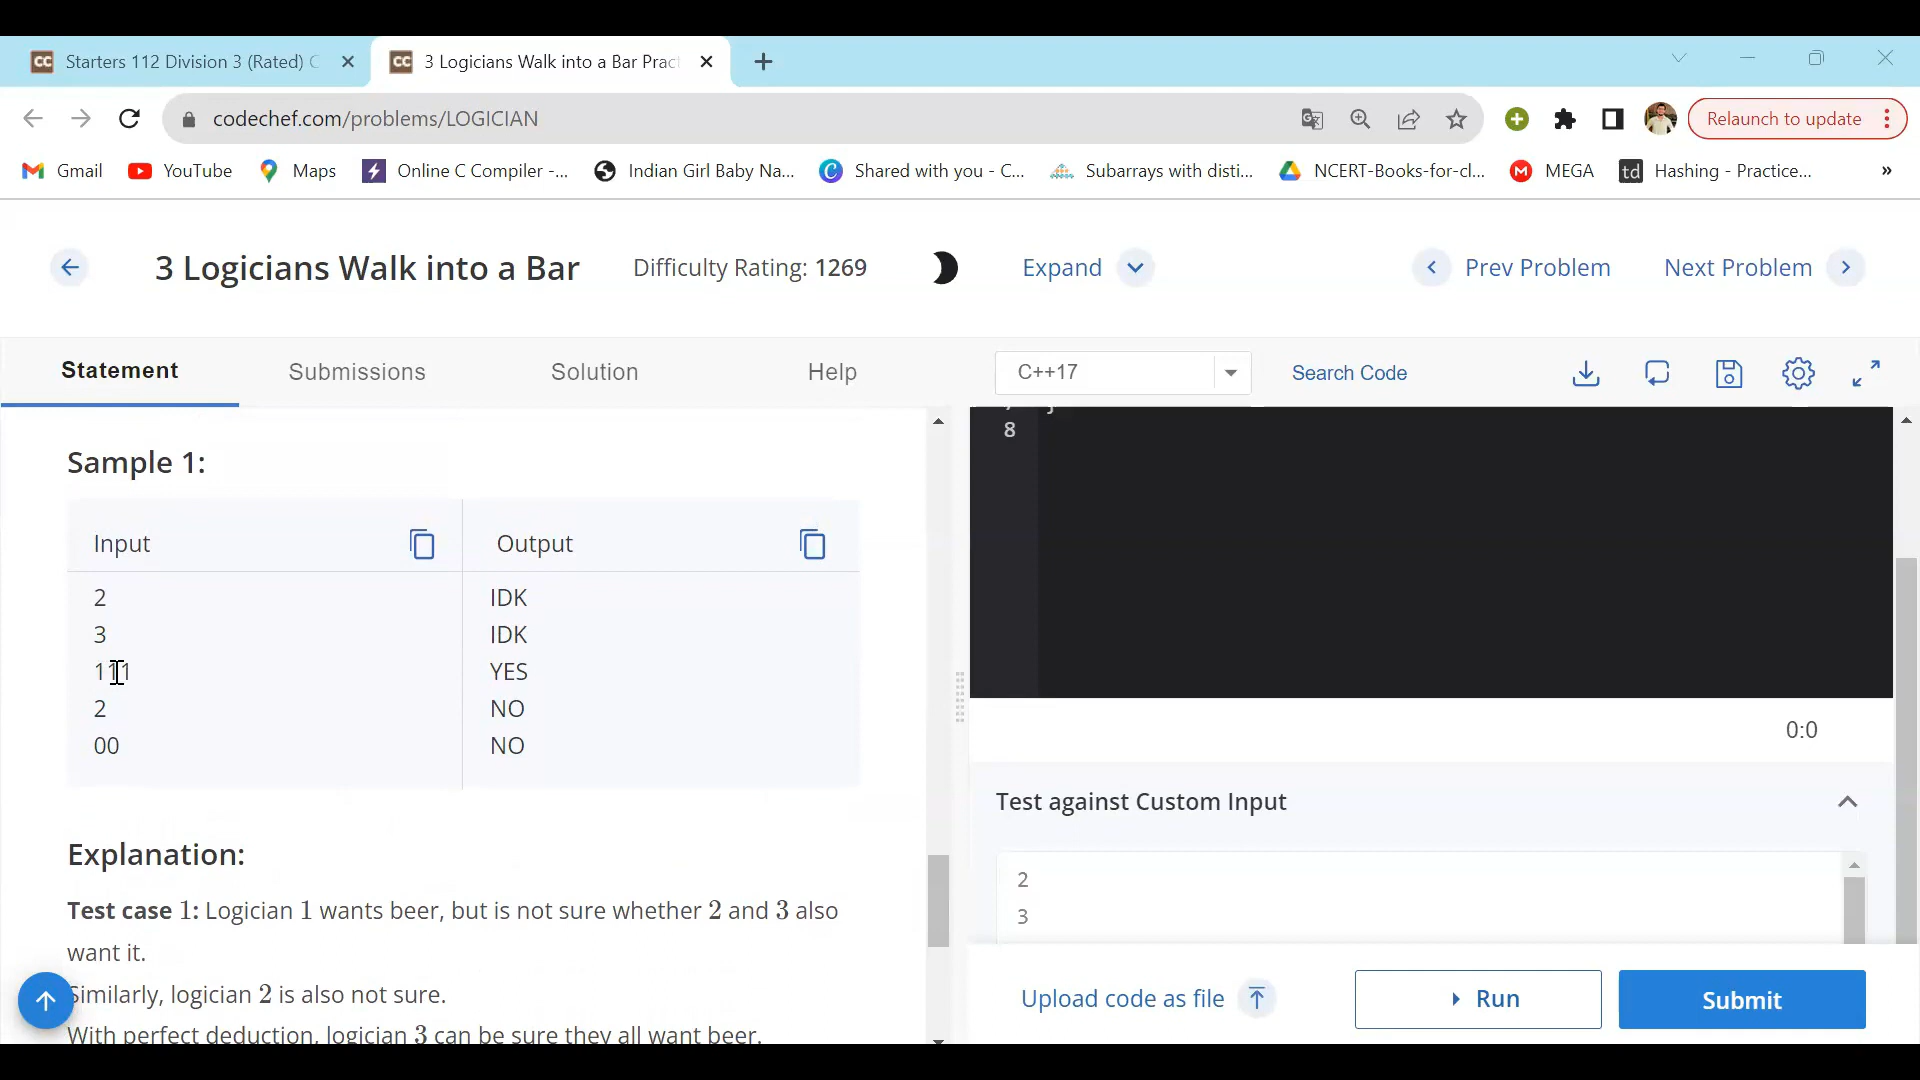 Starters 112 Division 3 (Rated)
3 Logicians Walk into a Bar Prac
codechef.com/problems/LOGICIAN
Relaunch to update
Gmail
YouTube
Maps
Online C Compiler -...
Indian Girl Baby Na...
Shared with you - C...
Subarrays with disti...
NCERT-Books-for-cl...
MEGA
td
Hashing - Practice...
»
3 Logicians Walk into a Bar
Difficulty Rating: 1269
Expand
Prev Problem
Next Problem
Statement
Submissions
Solution
Help
C++17
Search Code
8
Sample 1:
Input
Output
2
3
111
2
00
IDK
IDK
YES
NO
NO
0:0
Test against Custom Input
2
3
Explanation:
Test case 1: Logician 1 wants beer, but is not sure whether 2 and 3 also
want it.
Similarly, logician 2 is also not sure.
With perfect deduction, logician 3 can be sure they all want beer.
Upload code as file
Run
Submit